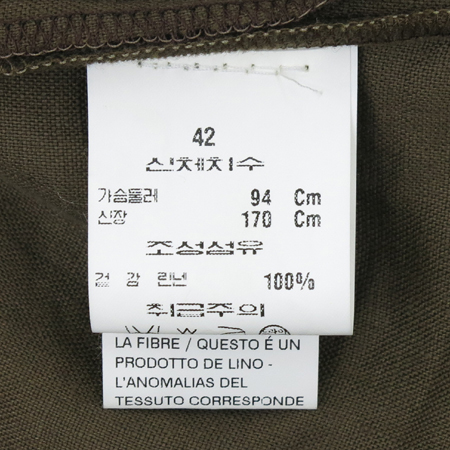 42
신체치수
가슴둘레 94 Cm
신장 170 Cm
조성섬유
겉 감 린넨 100%
취급주의
LA FIBRE / QUESTO É UN
PRODOTTO DE LINO -
L'ANOMALIAS DEL
TESSUTO CORRESPONDE